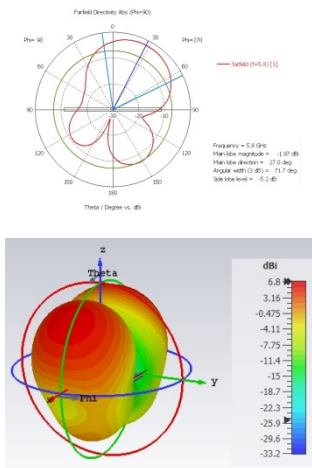 Farfield Directivity Abs (Phi=90)
Phi= 90
0
Phi=270
30
30
60
60
90
-30
-20
-10
0
90
120
120
150
150
180
farfield (f=5.8) [1]
Frequency = 5.8 GHz
Main lobe magnitude = -1.97 dBi
Main lobe direction = 27.0 deg.
Angular width (3 dB) = 71.7 deg.
Side lobe level = -5.2 dB
Theta / Degree vs. dBi
z
Theta
Phi
y
dBi
6.8
3.16
-0.475
-4.11
-7.75
-11.4
-15
-18.7
-22.3
-25.9
-29.6
-33.2